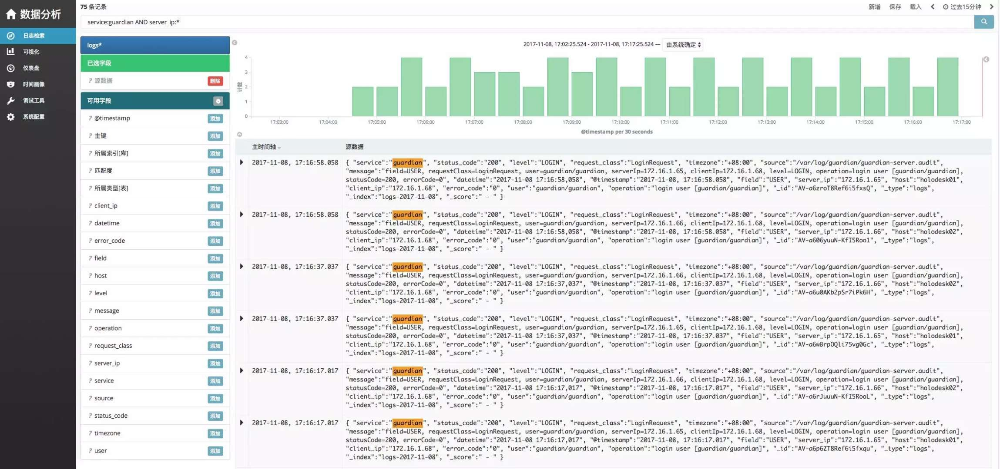 数据分析
日志检索
可视化
仪表盘
时间画像
调试工具
系统配置
75 条记录
新增 保存 载入 过去15分钟
service:guardian AND server_ip:*
logs*
已选字段
? 源数据 删除
可用字段
? @timestamp 添加
? 主键 添加
? 所属索引[库] 添加
? 匹配度 添加
? 所属类型[表] 添加
? client_ip 添加
? datetime 添加
? error_code 添加
? field 添加
? host 添加
? level 添加
? message 添加
? operation 添加
? request_class 添加
? server_ip 添加
? service 添加
? source 添加
? status_code 添加
? timezone 添加
? user 添加
2017-11-08, 17:02:25.524 - 2017-11-08, 17:17:25.524 — 由系统确定
计数
4
3
2
1
0
17:03:00 17:04:00 17:05:00 17:06:00 17:07:00 17:08:00 17:09:00 17:10:00 17:11:00 17:12:00 17:13:00 17:14:00 17:15:00 17:16:00 17:17:00
@timestamp per 30 seconds
主时间轴 源数据
2017-11-08, 17:16:58.058 { "service":"guardian", "status_code":"200", "level":"LOGIN", "request_class":"LoginRequest", "timezone":"+08:00", "source":"/var/log/guardian/guardian-server.audit",
"message":"field=USER, requestClass=LoginRequest, user=guardian/guardian, serverIp=172.16.1.65, clientIp=172.16.1.68, level=LOGIN, operation=login user [guardian/guardian],
statusCode=200, errorCode=0", "datetime":"2017-11-08 17:16:58,058", "@timestamp":"2017-11-08, 17:16:58.058", "field":"USER", "server_ip":"172.16.1.65", "host":"holodesk01",
"client_ip":"172.16.1.68", "error_code":"0", "user":"guardian/guardian", "operation":"login user [guardian/guardian]", "_id":"AV-a6zroT8Ref6i5fxsQ", "_type":"logs",
"_index":"logs-2017-11-08", "_score":" - " }
2017-11-08, 17:16:58.058 { "service":"guardian", "status_code":"200", "level":"LOGIN", "request_class":"LoginRequest", "timezone":"+08:00", "source":"/var/log/guardian/guardian-server.audit",
"message":"field=USER, requestClass=LoginRequest, user=guardian/guardian, serverIp=172.16.1.66, clientIp=172.16.1.68, level=LOGIN, operation=login user [guardian/guardian],
statusCode=200, errorCode=0", "datetime":"2017-11-08 17:16:58,058", "@timestamp":"2017-11-08, 17:16:58.058", "field":"USER", "server_ip":"172.16.1.66", "host":"holodesk02",
"client_ip":"172.16.1.68", "error_code":"0", "user":"guardian/guardian", "operation":"login user [guardian/guardian]", "_id":"AV-a606yuuN-KfI5Roo1", "_type":"logs",
"_index":"logs-2017-11-08", "_score":" - " }
2017-11-08, 17:16:37.037 { "service":"guardian", "status_code":"200", "level":"LOGIN", "request_class":"LoginRequest", "timezone":"+08:00", "source":"/var/log/guardian/guardian-server.audit",
"message":"field=USER, requestClass=LoginRequest, user=guardian/guardian, serverIp=172.16.1.66, clientIp=172.16.1.68, level=LOGIN, operation=login user [guardian/guardian],
statusCode=200, errorCode=0", "datetime":"2017-11-08 17:16:37,037", "@timestamp":"2017-11-08, 17:16:37.037", "field":"USER", "server_ip":"172.16.1.66", "host":"holodesk02",
"client_ip":"172.16.1.68", "error_code":"0", "user":"guardian/guardian", "operation":"login user [guardian/guardian]", "_id":"AV-a6u0AKb2pSr7iPk6H", "_type":"logs",
"_index":"logs-2017-11-08", "_score":" - " }
2017-11-08, 17:16:37.037 { "service":"guardian", "status_code":"200", "level":"LOGIN", "request_class":"LoginRequest", "timezone":"+08:00", "source":"/var/log/guardian/guardian-server.audit",
"message":"field=USER, requestClass=LoginRequest, user=guardian/guardian, serverIp=172.16.1.65, clientIp=172.16.1.68, level=LOGIN, operation=login user [guardian/guardian],
statusCode=200, errorCode=0", "datetime":"2017-11-08 17:16:37,037", "@timestamp":"2017-11-08, 17:16:37.037", "field":"USER", "server_ip":"172.16.1.65", "host":"holodesk01",
"client_ip":"172.16.1.68", "error_code":"0", "user":"guardian/guardian", "operation":"login user [guardian/guardian]", "_id":"AV-a6wBrpOQli75vg0Gc", "_type":"logs",
"_index":"logs-2017-11-08", "_score":" - " }
2017-11-08, 17:16:17.017 { "service":"guardian", "status_code":"200", "level":"LOGIN", "request_class":"LoginRequest", "timezone":"+08:00", "source":"/var/log/guardian/guardian-server.audit",
"message":"field=USER, requestClass=LoginRequest, user=guardian/guardian, serverIp=172.16.1.66, clientIp=172.16.1.68, level=LOGIN, operation=login user [guardian/guardian],
statusCode=200, errorCode=0", "datetime":"2017-11-08 17:16:17,017", "@timestamp":"2017-11-08, 17:16:17.017", "field":"USER", "server_ip":"172.16.1.66", "host":"holodesk02",
"client_ip":"172.16.1.68", "error_code":"0", "user":"guardian/guardian", "operation":"login user [guardian/guardian]", "_id":"AV-a6rJuuuN-KfI5RooL", "_type":"logs",
"_index":"logs-2017-11-08", "_score":" - " }
2017-11-08, 17:16:17.017 { "service":"guardian", "status_code":"200", "level":"LOGIN", "request_class":"LoginRequest", "timezone":"+08:00", "source":"/var/log/guardian/guardian-server.audit",
"message":"field=USER, requestClass=LoginRequest, user=guardian/guardian, serverIp=172.16.1.65, clientIp=172.16.1.68, level=LOGIN, operation=login user [guardian/guardian],
statusCode=200, errorCode=0", "datetime":"2017-11-08 17:16:17,017", "@timestamp":"2017-11-08, 17:16:17.017", "field":"USER", "server_ip":"172.16.1.65", "host":"holodesk01",
"client_ip":"172.16.1.68", "error_code":"0", "user":"guardian/guardian", "operation":"login user [guardian/guardian]", "_id":"AV-a6p6ZT8Ref6i5fxqu", "_type":"logs",
"_index":"logs-2017-11-08", "_score":" - " }